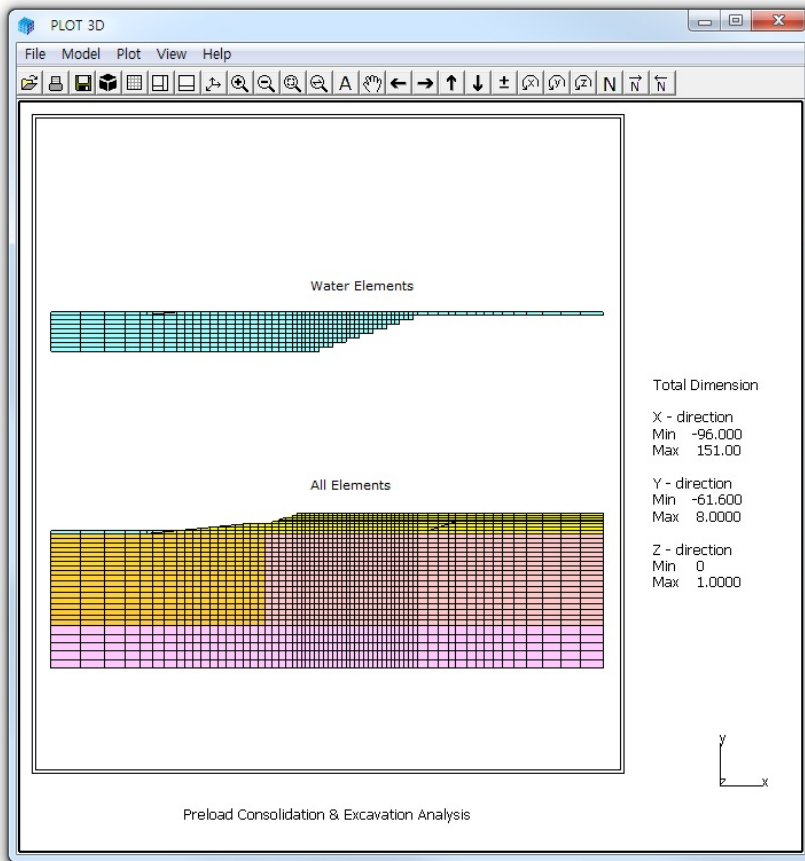 PLOT 3D
File Model Plot View Help
A ± x y z N N N
Water Elements
All Elements
Total Dimension
X - direction
Min -96.000
Max 151.00
Y - direction
Min -61.600
Max 8.0000
Z - direction
Min 0
Max 1.0000
y
z x
Preload Consolidation & Excavation Analysis